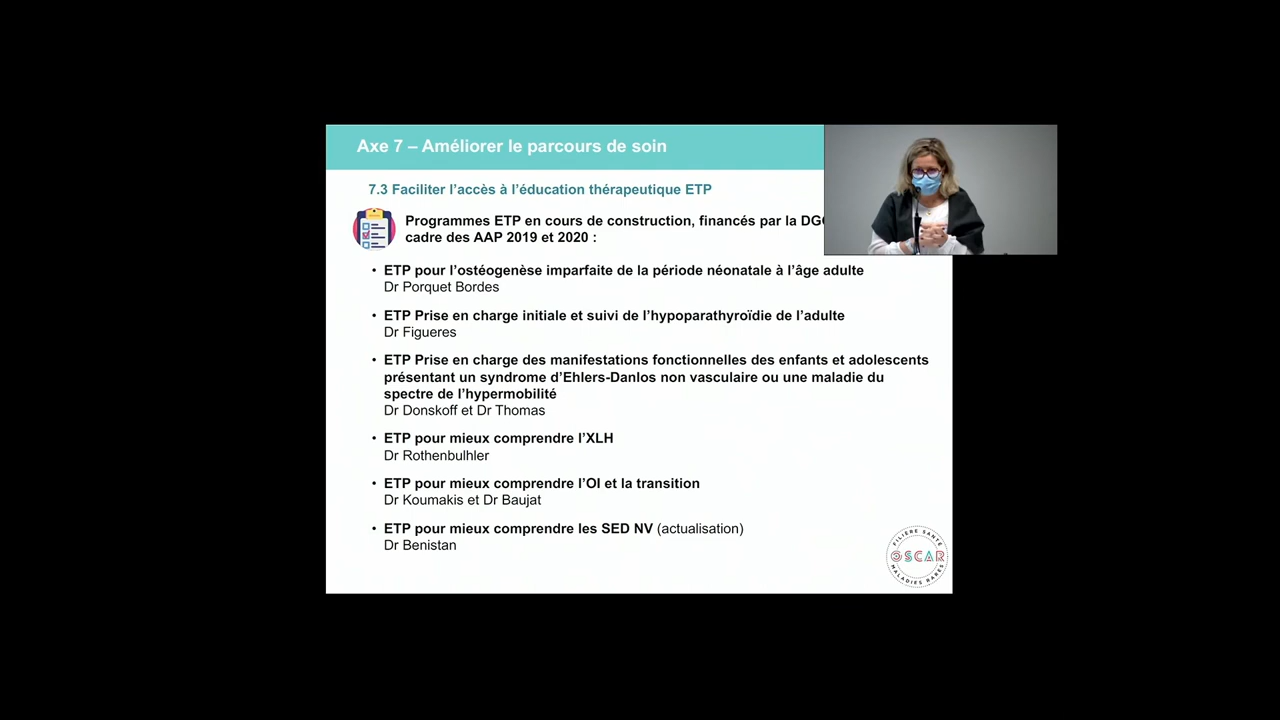 Axe 7 – Améliorer le parcours de soin
7.3 Faciliter l’accès à l’éducation thérapeutique ETP
Programmes ETP en cours de construction, financés par la
cadre des AAP 2019 et 2020 :
• ETP pour l’ostéogenèse imparfaite de la période néonatale à l’âge adulte
Dr Porquet Bordes
• ETP Prise en charge initiale et suivi de l’hypoparathyroïdie de l’adulte
Dr Figueres
• ETP Prise en charge des manifestations fonctionnelles des enfants et adolescents
présentant un syndrome d’Ehlers-Danlos non vasculaire ou une maladie du
spectre de l’hypermobilité
Dr Donskoff et Dr Thomas
• ETP pour mieux comprendre l’XLH
Dr Rothenbulhler
• ETP pour mieux comprendre l’OI et la transition
Dr Koumakis et Dr Baujat
• ETP pour mieux comprendre les SED NV (actualisation)
Dr Benistan
FILIÈRE SANTÉ
OSCAR
MALADIES RARES